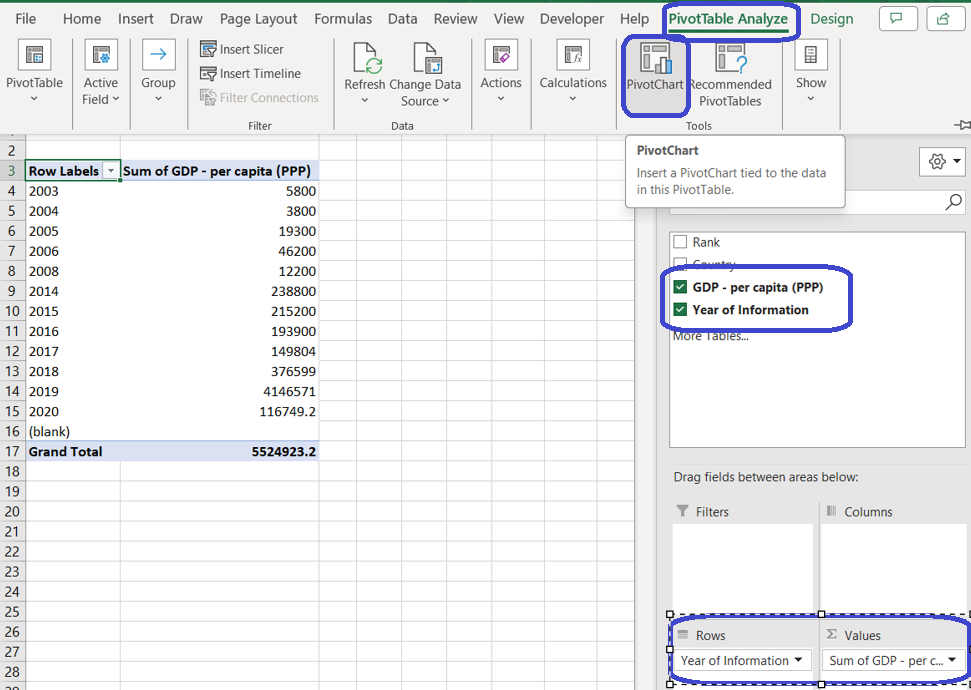 File Home Insert Draw Page Layout Formulas Data Review View Developer Help PivotTable Analyze Design
PivotTable
Active
Field
Group
Insert Slicer
Insert Timeline
Filter Connections
Filter
Refresh
Change Data
Source
Data
Actions
Calculations
PivotChart
Recommended
PivotTables
Tools
Show
PivotChart
Insert a PivotChart tied to the data
in this PivotTable.
2
3 Row Labels Sum of GDP - per capita (PPP)
4 2003 5800
5 2004 3800
6 2005 19300
7 2006 46200
8 2008 12200
9 2014 238800
10 2015 215200
11 2016 193900
12 2017 149804
13 2018 376599
14 2019 4146571
15 2020 116749.2
16 (blank)
17 Grand Total 5524923.2
18
19
20
21
22
23
24
25
26
27
28
Rank
Country
GDP - per capita (PPP)
Year of Information
More Tables...
Drag fields between areas below:
Filters
Columns
Rows
Σ Values
Year of Information
Sum of GDP - per c...